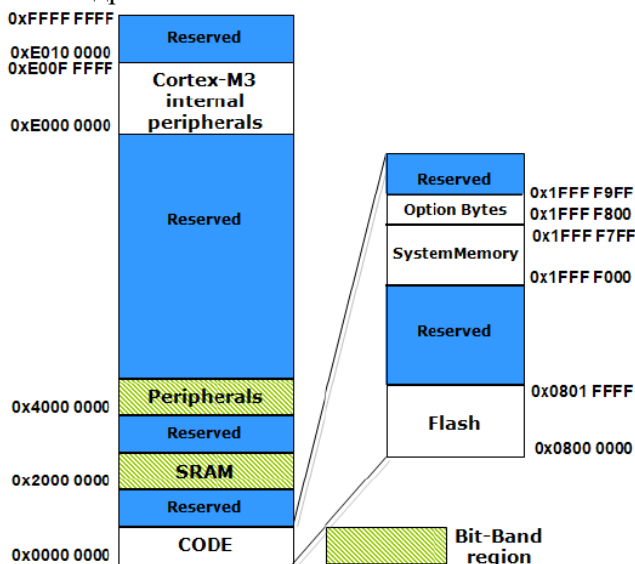 0xFFFF FFFF
Reserved
0xE010 0000
0xE00F FFFF
Cortex-M3
internal
peripherals
0xE000 0000
Reserved
Peripherals
0x4000 0000
Reserved
SRAM
0x2000 0000
Reserved
CODE
0x0000 0000
Reserved
0x1FFF F9FF
Option Bytes
0x1FFF F800
0x1FFF F7FF
SystemMemory
0x1FFF F000
Reserved
0x0801 FFFF
Flash
0x0800 0000
Bit-Band
region